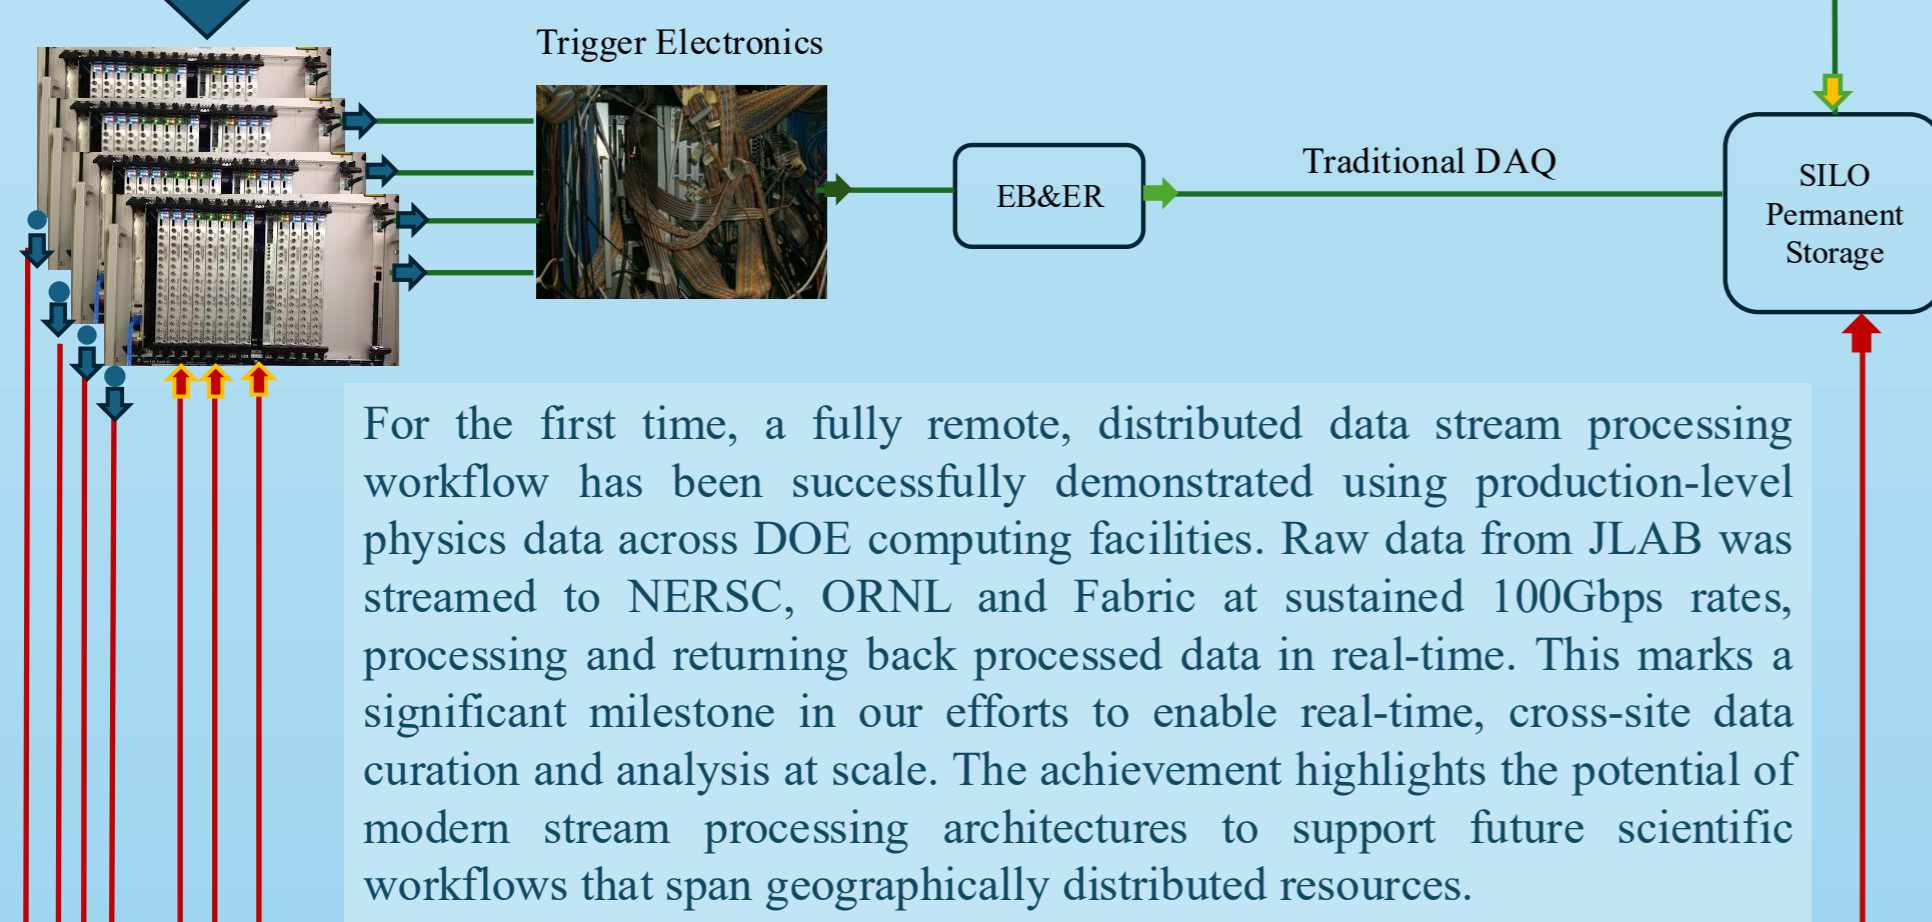 Trigger Electronics
EB&ER
Traditional DAQ
SILO
Permanent
Storage
For the first time, a fully remote, distributed data stream processing
workflow has been successfully demonstrated using production-level
physics data across DOE computing facilities. Raw data from JLAB was
streamed to NERSC, ORNL and Fabric at sustained 100Gbps rates,
processing and returning back processed data in real-time. This marks a
significant milestone in our efforts to enable real-time, cross-site data
curation and analysis at scale. The achievement highlights the potential of
modern stream processing architectures to support future scientific
workflows that span geographically distributed resources.